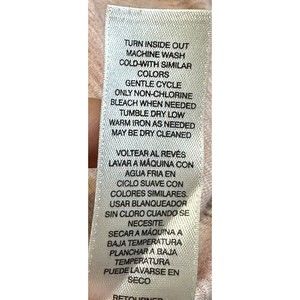 TURN INSIDE OUT
MACHINE WASH
COLD-WITH SIMILAR
COLORS
GENTLE CYCLE
ONLY NON-CHLORINE
BLEACH WHEN NEEDED
TUMBLE DRY LOW
WARM IRON AS NEEDED
MAY BE DRY CLEANED
VOLTEAR AL REVÉS
LAVAR A MÁQUINA CON
AGUA FRIA EN
CICLO SUAVE CON
COLORES SIMILARES.
USAR BLANQUEADOR
SIN CLORO CUANDO SE
NECESITE.
SECAR A MÁQUINA A
BAJA TEMPERATURA
PLANCHAR A BAJA
TEMPERATURA
PUEDE LAVARSE EN
SECO
RETOURNER